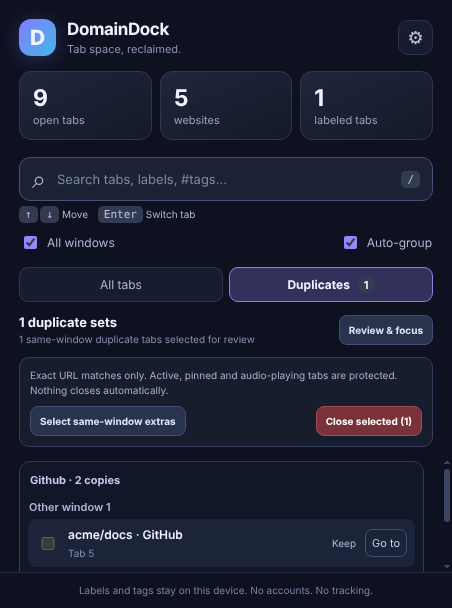 D
DomainDock
Tab space, reclaimed.
⚙
9
open tabs
5
websites
1
labeled tabs
Search tabs, labels, #tags...
/
↑ ↓ Move Enter Switch tab
All windows
Auto-group
All tabs
Duplicates 1
1 duplicate sets
1 same-window duplicate tabs selected for review
Review & focus
Exact URL matches only. Active, pinned and audio-playing tabs are protected.
Nothing closes automatically.
Select same-window extras
Close selected (1)
Github · 2 copies
Other window 1
acme/docs · GitHub
Tab 5
Keep
Go to
Labels and tags stay on this device. No accounts. No tracking.